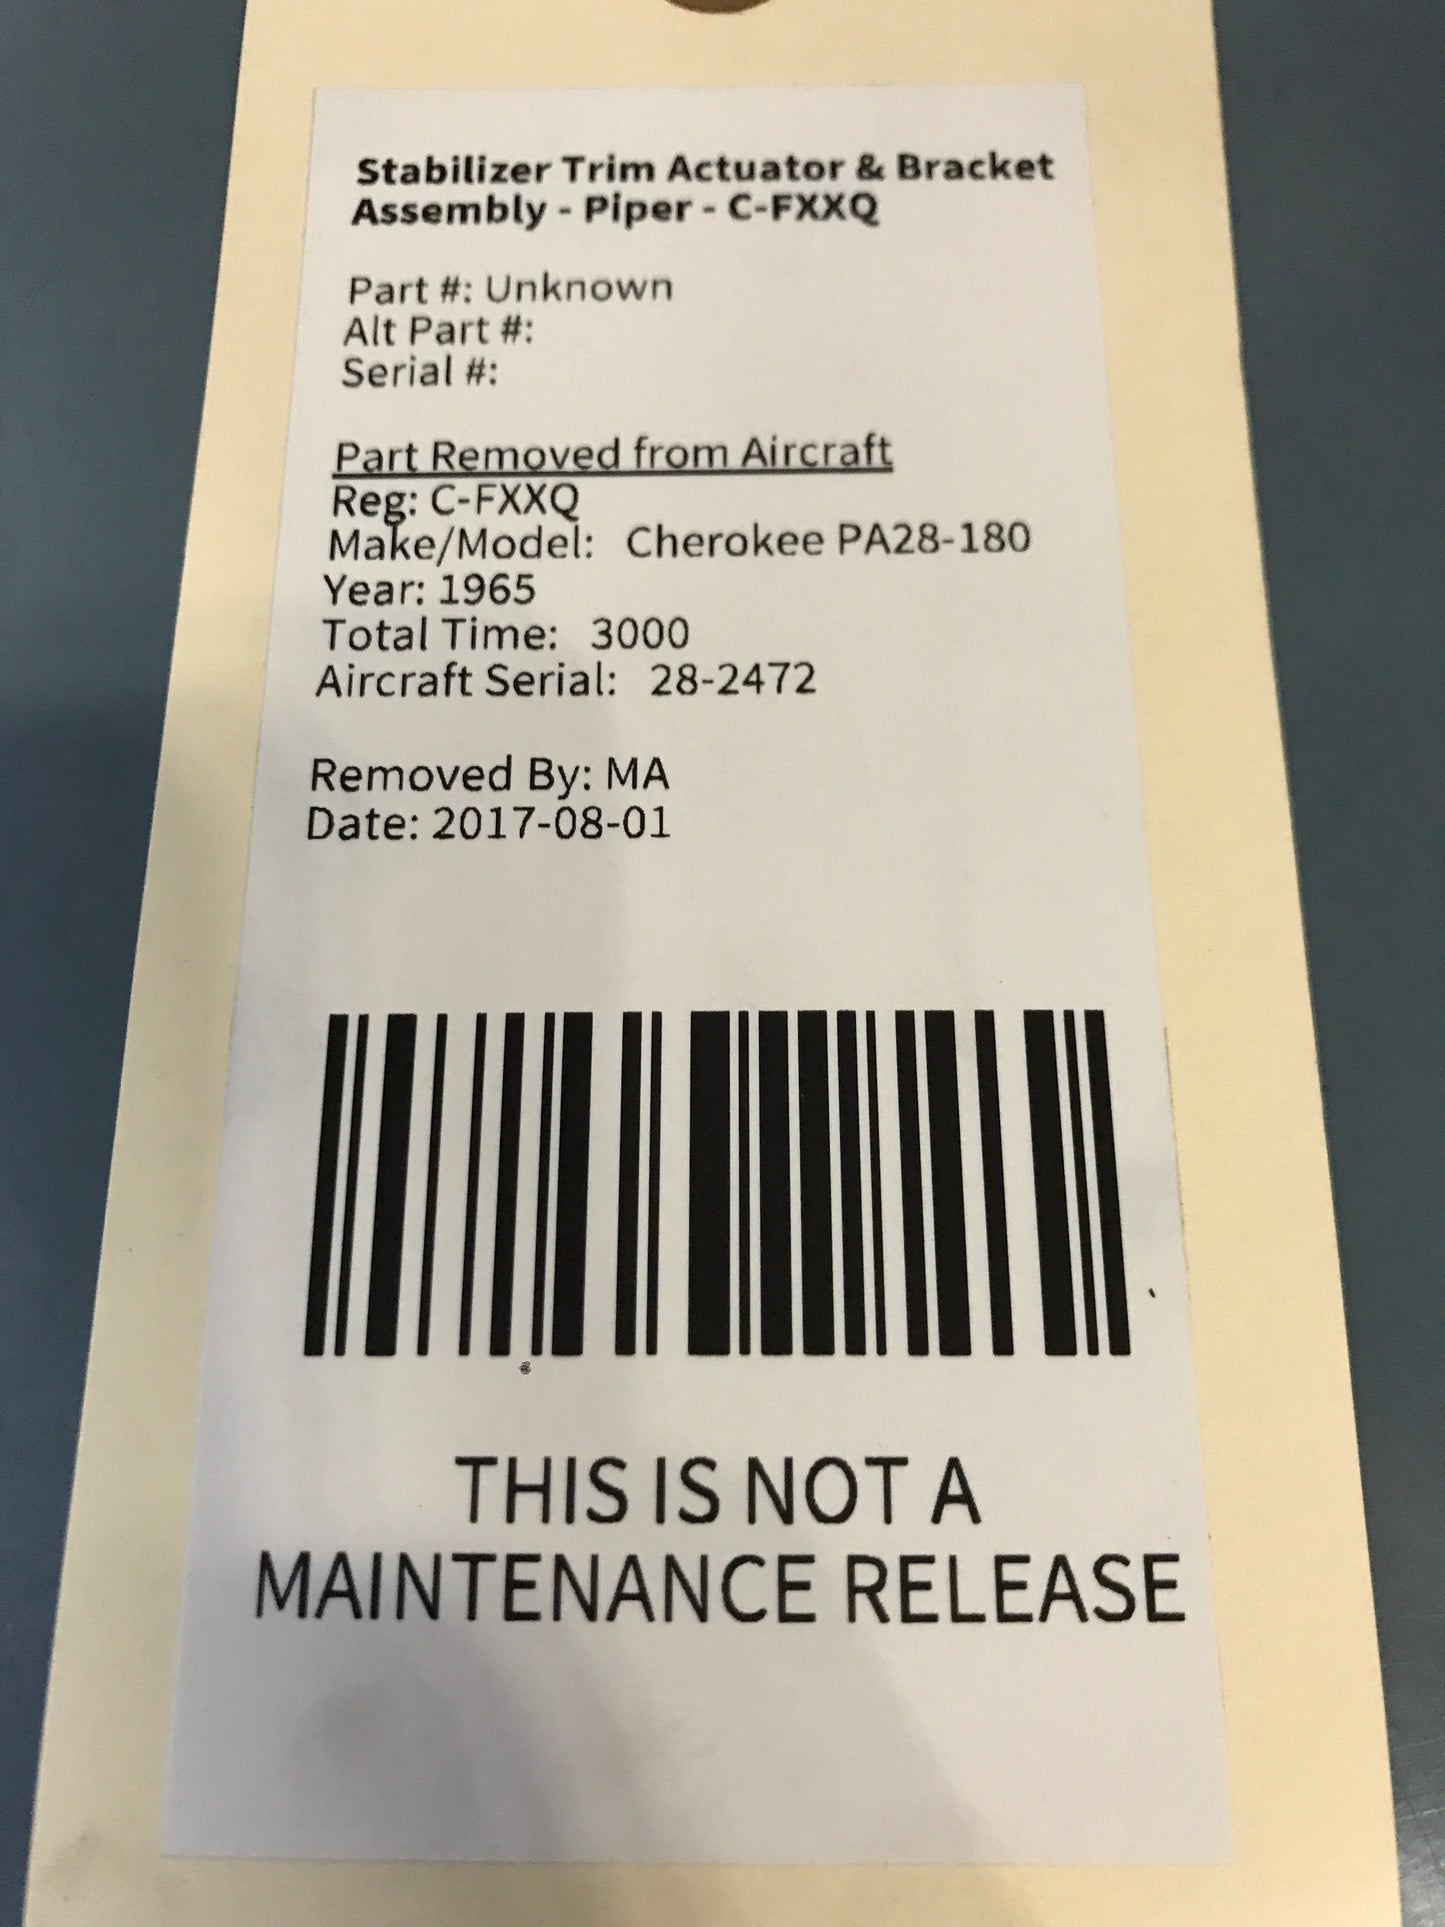 Stabilizer Trim Actuator & Bracket
Assembly - Piper - C-FXXQ
Part #: Unknown
Alt Part #:
Serial #:
Part Removed from Aircraft
Reg: C-FXXQ
Make/Model: Cherokee PA28-180
Year: 1965
Total Time: 3000
Aircraft Serial: 28-2472
Removed By: MA
Date: 2017-08-01
THIS IS NOT A
MAINTENANCE RELEASE